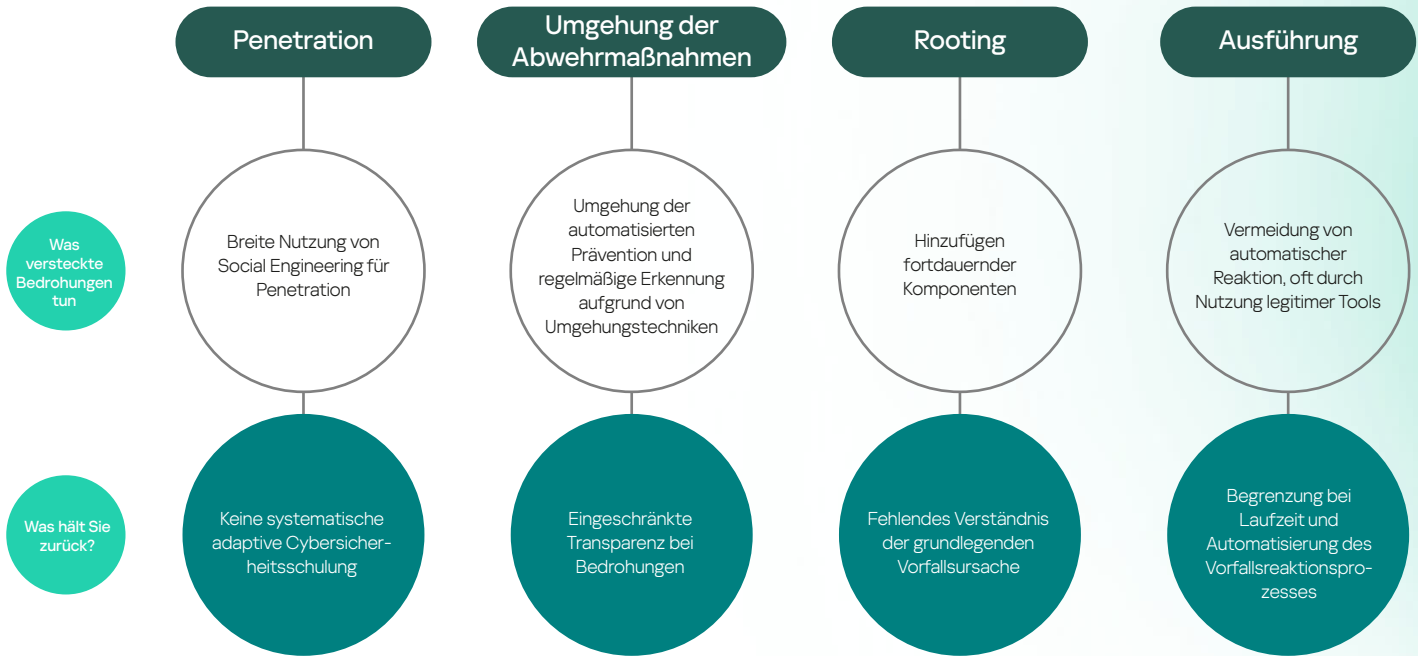 Penetration
Umgehung der
Abwehrmaßnahmen
Rooting
Ausführung
Was
versteckte
Bedrohungen
tun
Breite Nutzung von
Social Engineering für
Penetration
Umgehung der
automatisierten
Prävention und
regelmäßige Erkennung
aufgrund von
Umgehungstechniken
Hinzufügen
fortdauernder
Komponenten
Vermeidung von
automatischer
Reaktion, oft durch
Nutzung legitimer Tools
Was hält Sie
zurück?
Keine systematische
adaptive Cybersicher-
heitsschulung
Eingeschränkte
Transparenz bei
Bedrohungen
Fehlendes Verständnis
der grundlegenden
Vorfallsursache
Begrenzung bei
Laufzeit und
Automatisierung des
Vorfallsreaktionspro-
zesses